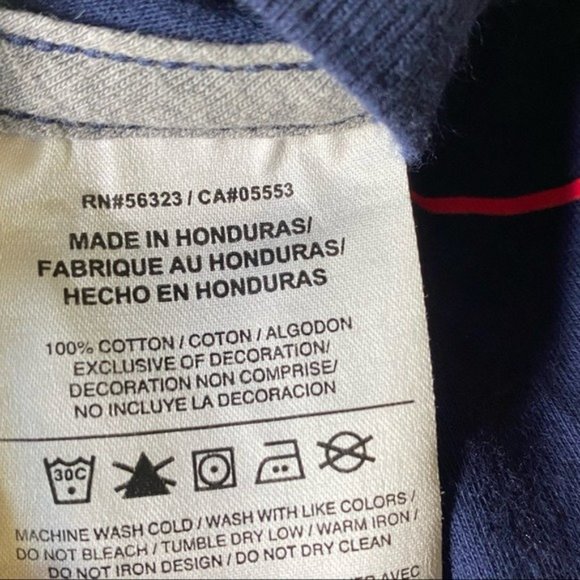 RN#56323 / CA#05553
MADE IN HONDURAS/
FABRIQUE AU HONDURAS/
HECHO EN HONDURAS
100% COTTON / COTON / ALGODON
EXCLUSIVE OF DECORATION/
DECORATION NON COMPRISE/
NO INCLUYE LA DECORACION
30C
MACHINE WASH COLD / WASH WITH LIKE COLORS /
DO NOT BLEACH / TUMBLE DRY LOW / WARM IRON /
DO NOT IRON DESIGN / DO NOT DRY CLEAN
AVEC